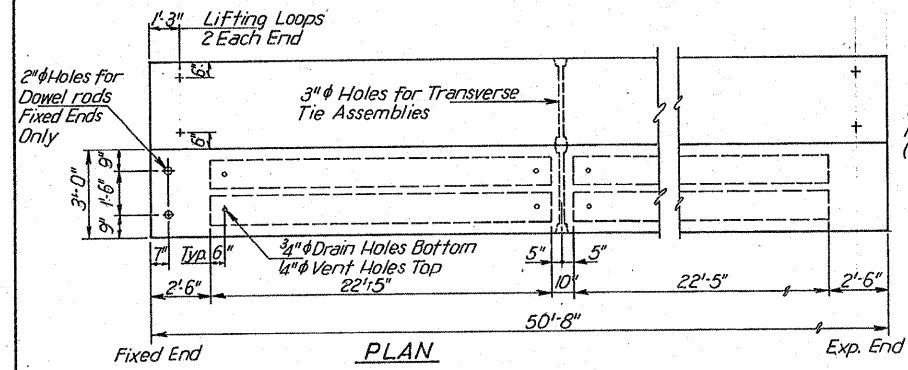 1'-3" Lifting Loops
2 Each End
6"
6"
2"ϕ Holes for
Dowel rods
Fixed Ends
Only
3"ϕ Holes for Transverse
Tie Assemblies
3'-0"
9"
1'-6"
9"
7" Typ. 6"
3/4"ϕ Drain Holes Bottom
1/4"ϕ Vent Holes Top
5" 5"
2'-6" 22'-5" 10" 22'-5" 2'-6"
50'-8"
Fixed End PLAN Exp. End